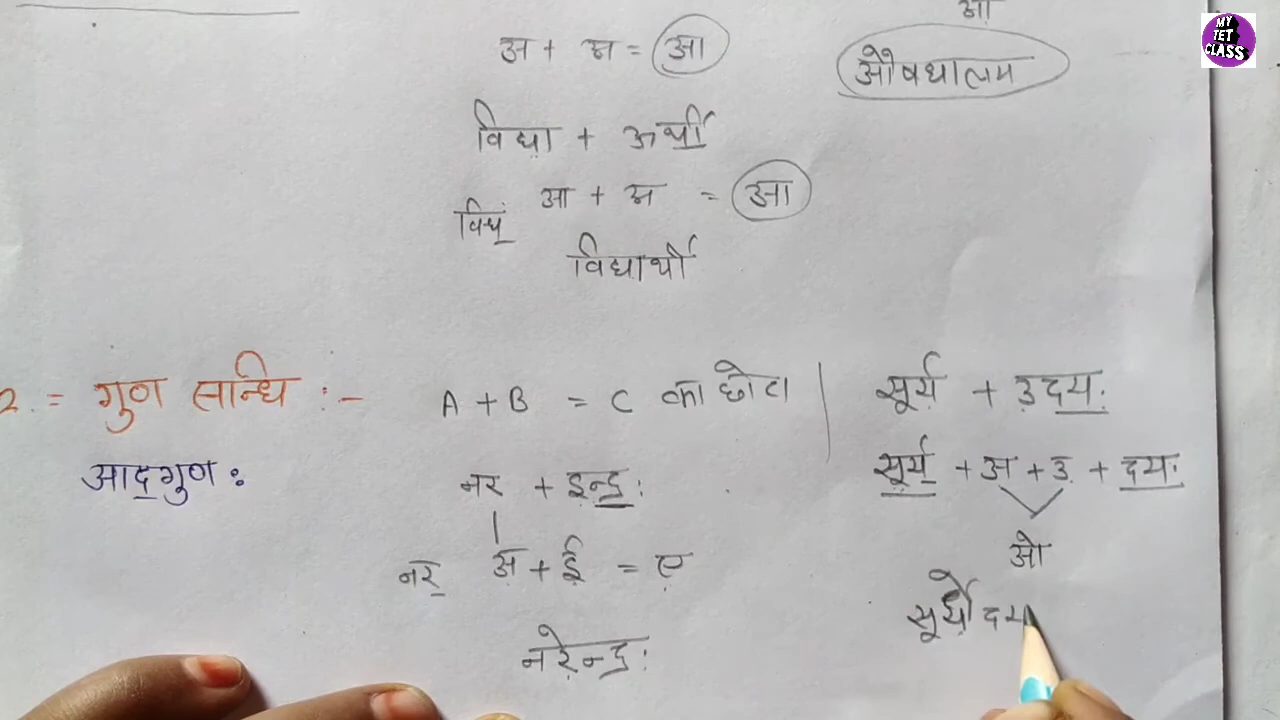 अ + अ = आ
विद्या + अर्थी
आ + अ = आ
विद्य्
विद्यार्थी
ओ
औषधालय
2. = गुण सन्धि :-
आद्गुणः
A + B = C का छोटा
नर + इन्द्रः
नर् अ + ई = ए
नरेन्द्रः
सूर्य + उदयः
सूर्य् + अ + उ + दयः
ओ
सूर्योदय
MY
TET
CLASS